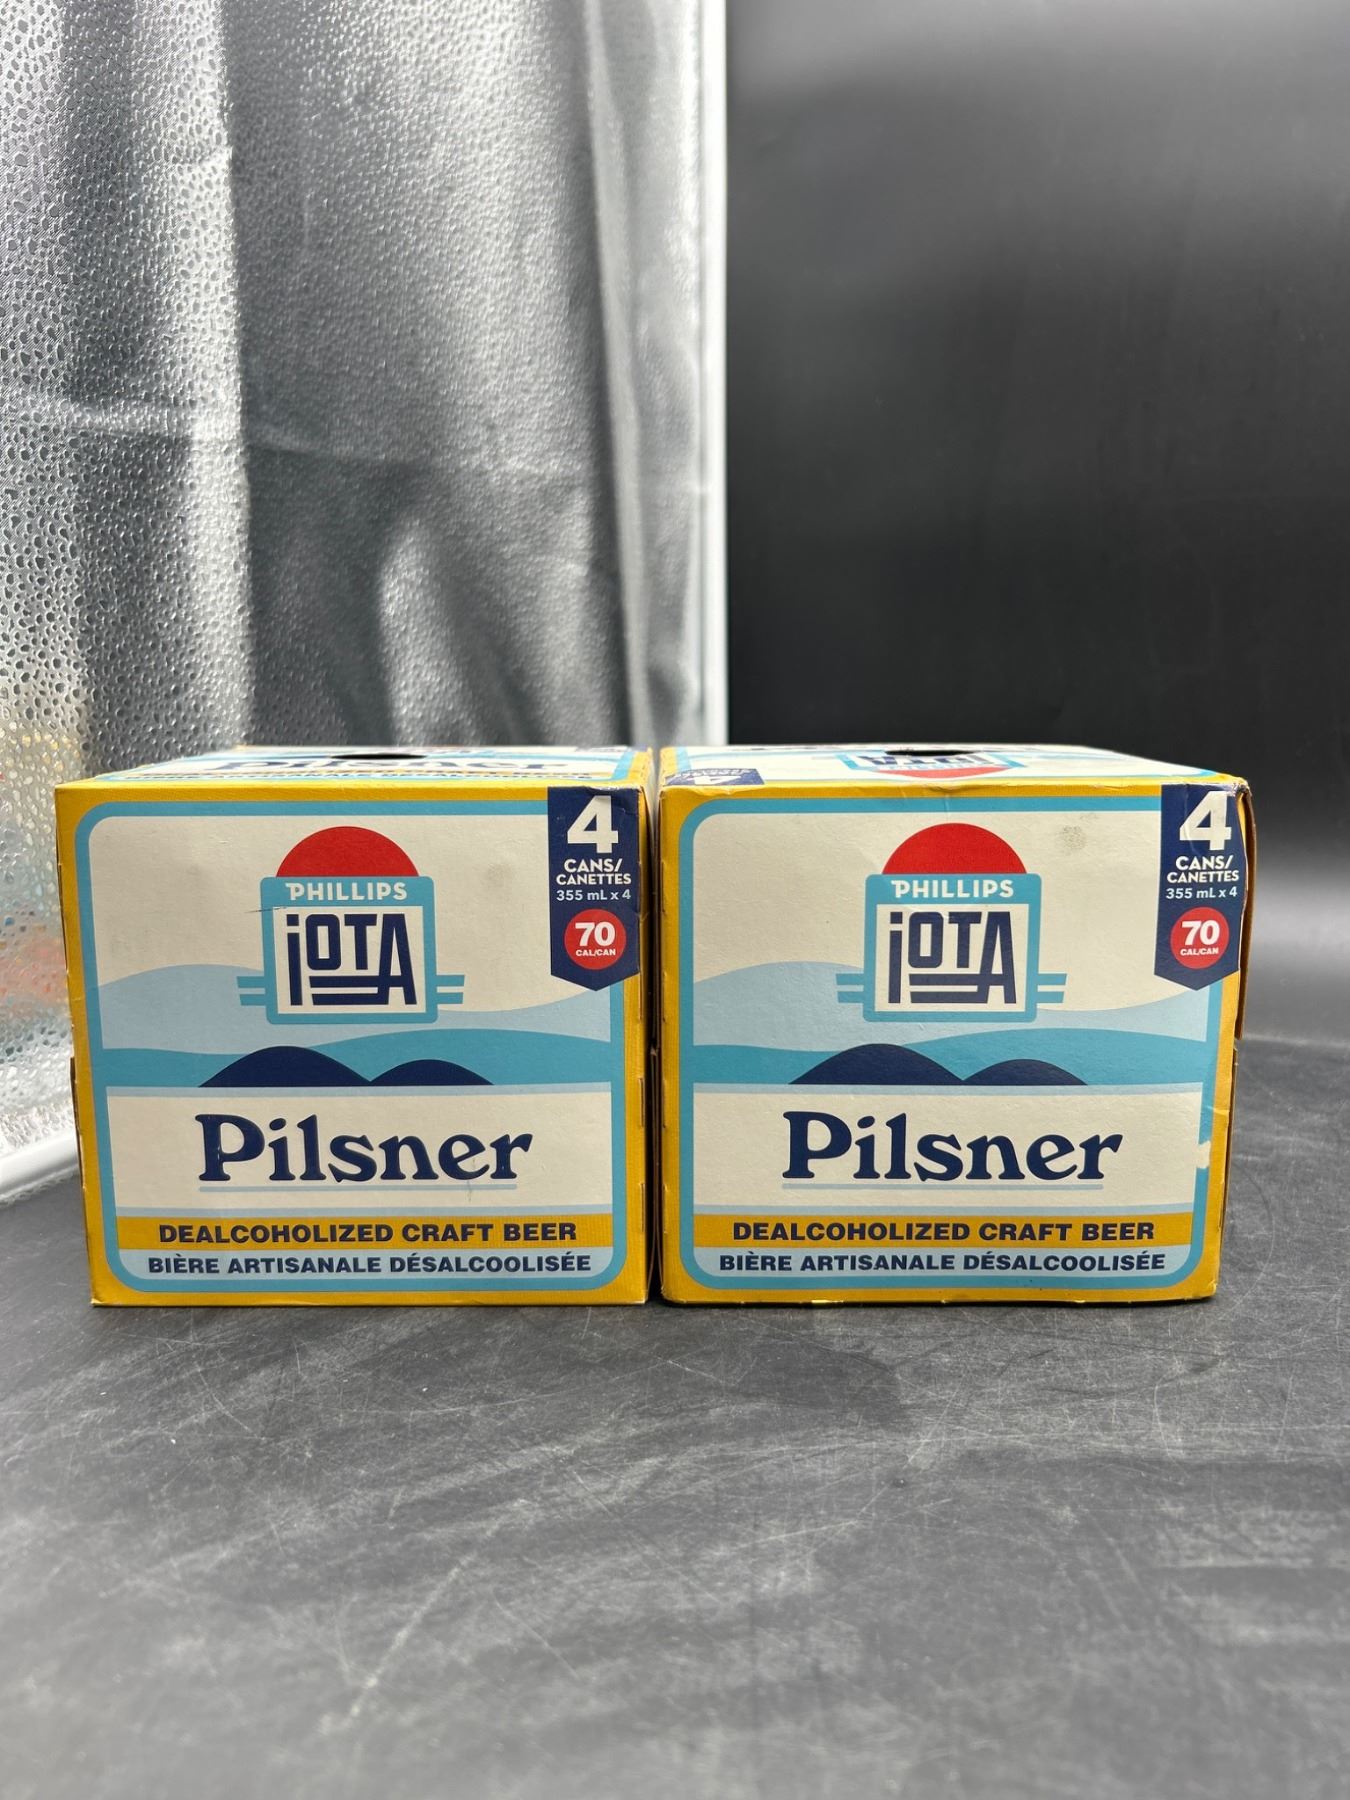 PHILLIPS
iOTA
4
CANS/
CANETTES
355 mL x 4
70
CAL/CAN
Pilsner
DEALCOHOLIZED CRAFT BEER
BIÈRE ARTISANALE DÉSALCOOLISÉE
PHILLIPS
iOTA
4
CANS/
CANETTES
355 mL x 4
70
CAL/CAN
Pilsner
DEALCOHOLIZED CRAFT BEER
BIÈRE ARTISANALE DÉSALCOOLISÉE